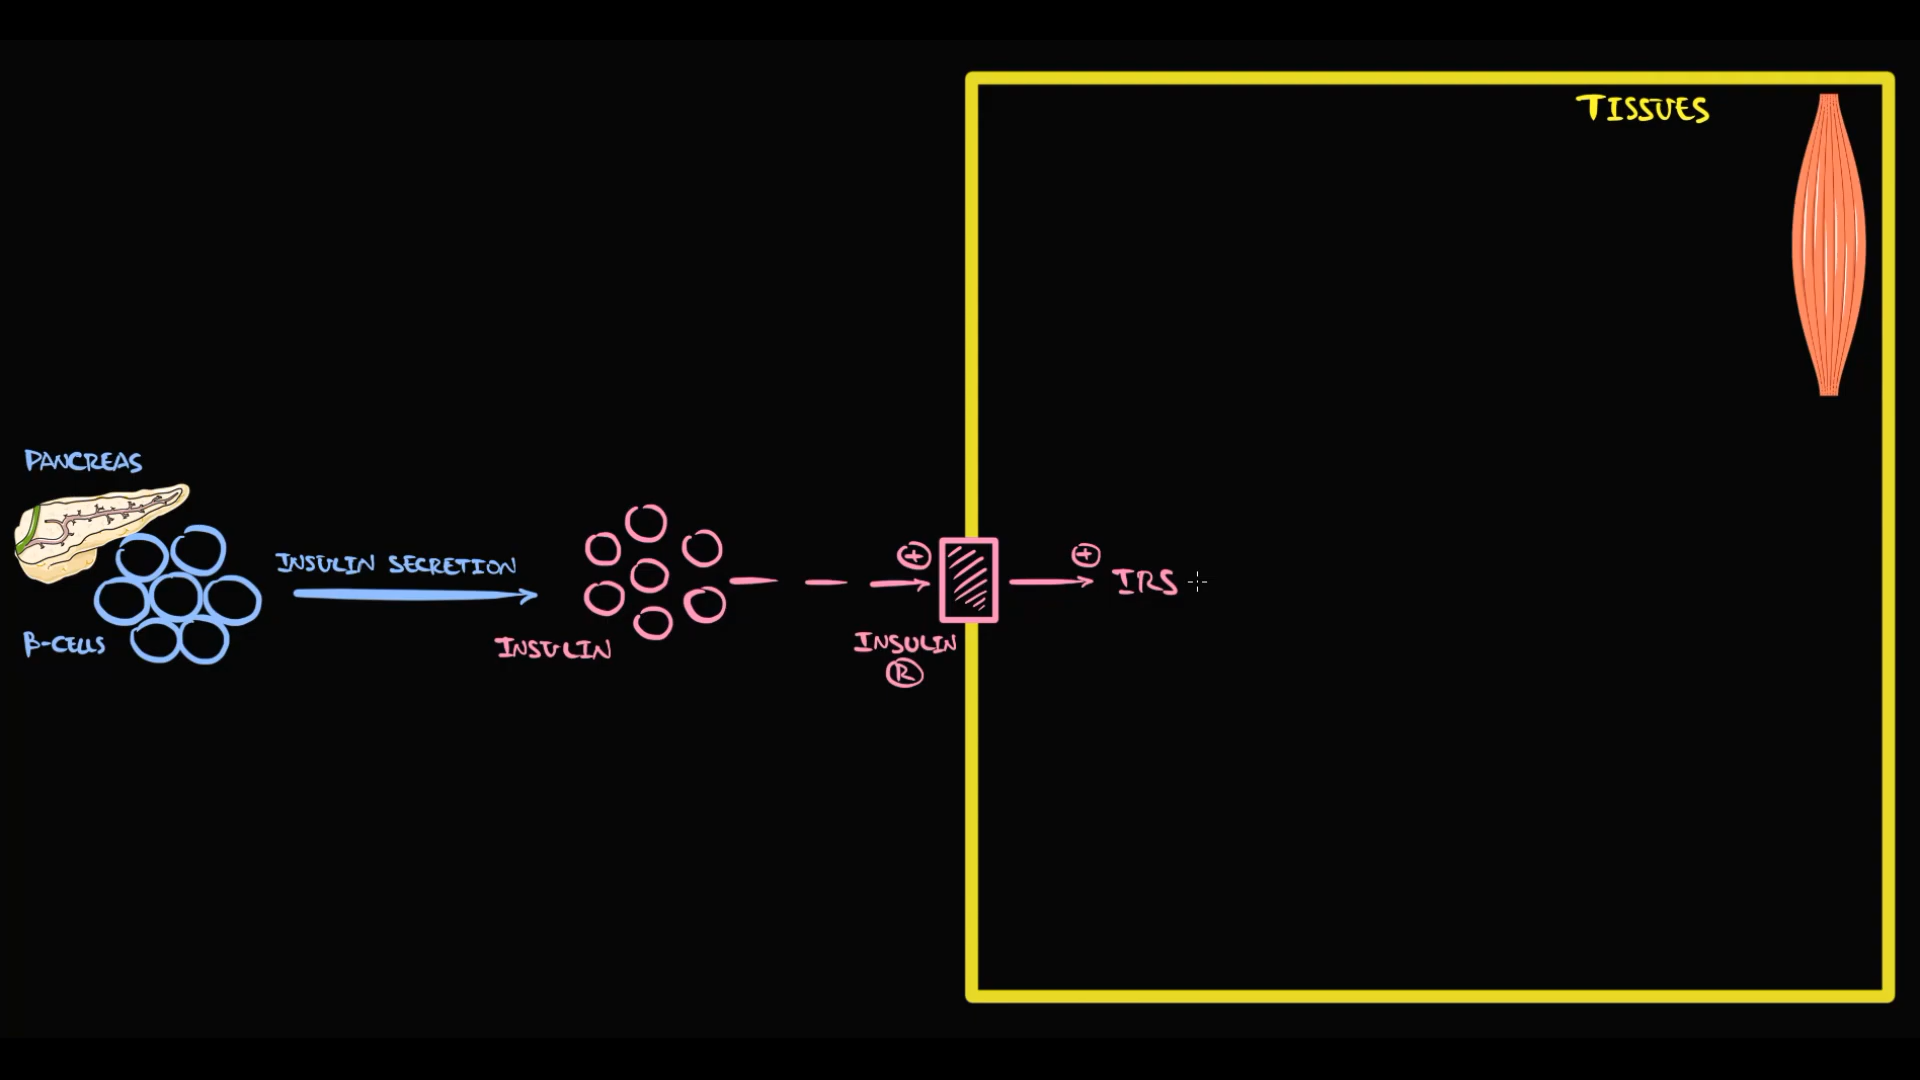 TISSUES
PANCREAS
β-CELLS
INSULIN SECRETION
INSULIN
+
INSULIN
R
+
IRS